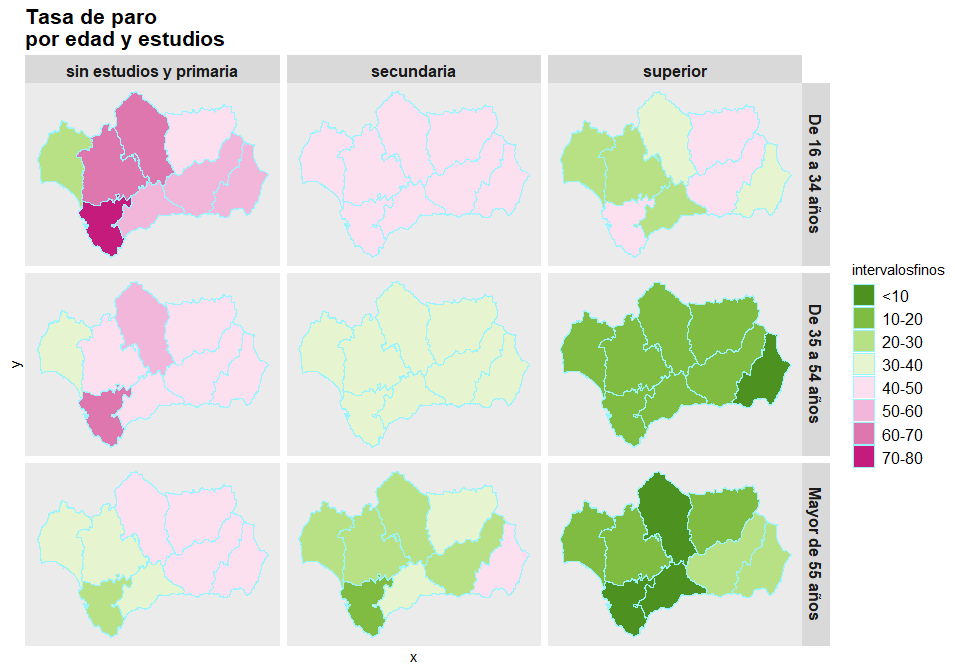 Tasa de paro
por edad y estudios
sin estudios y primaria
secundaria
superior
De 16 a 34 años
De 35 a 54 años
Mayor de 55 años
y
x
intervalosfinos
<10
10-20
20-30
30-40
40-50
50-60
60-70
70-80